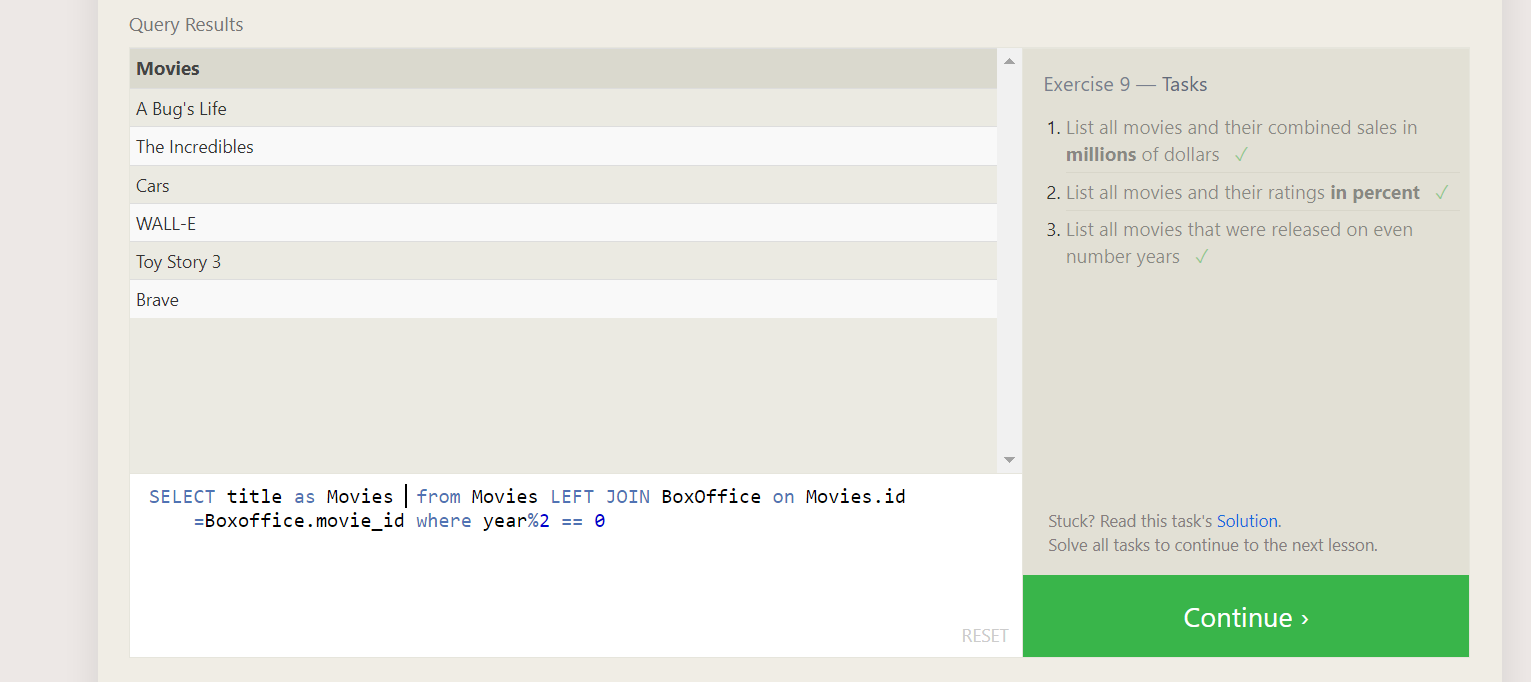 Query Results
Movies
A Bug's Life
The Incredibles
Cars
WALL-E
Toy Story 3
Brave
SELECT title as Movies from Movies LEFT JOIN BoxOffice on Movies.id
=Boxoffice.movie_id where year%2 == 0
RESET
Exercise 9 — Tasks
1. List all movies and their combined sales in
millions of dollars ✓
2. List all movies and their ratings in percent ✓
3. List all movies that were released on even
number years ✓
Stuck? Read this task's Solution.
Solve all tasks to continue to the next lesson.
Continue ›